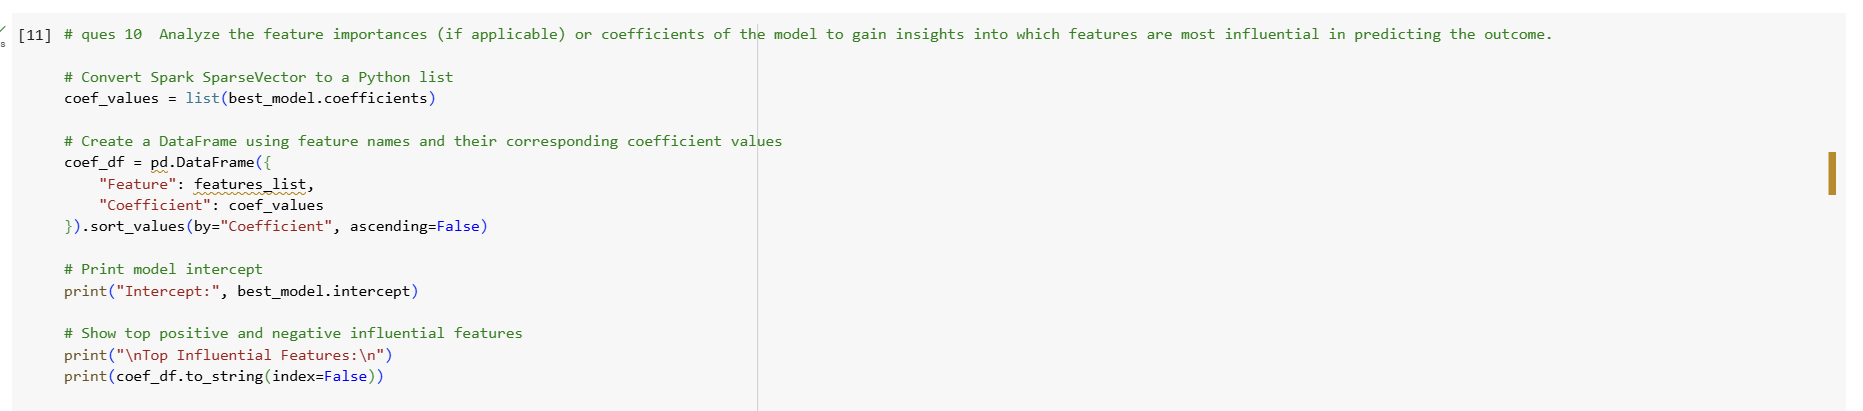 [11] # ques 10  Analyze the feature importances (if applicable) or coefficients of the model to gain insights into which features are most influential in predicting the outcome.
s
# Convert Spark SparseVector to a Python list
coef_values = list(best_model.coefficients)
# Create a DataFrame using feature names and their corresponding coefficient values
coef_df = pd.DataFrame({
    "Feature": features_list,
    "Coefficient": coef_values
}).sort_values(by="Coefficient", ascending=False)
# Print model intercept
print("Intercept:", best_model.intercept)
# Show top positive and negative influential features
print("\nTop Influential Features:\n")
print(coef_df.to_string(index=False))